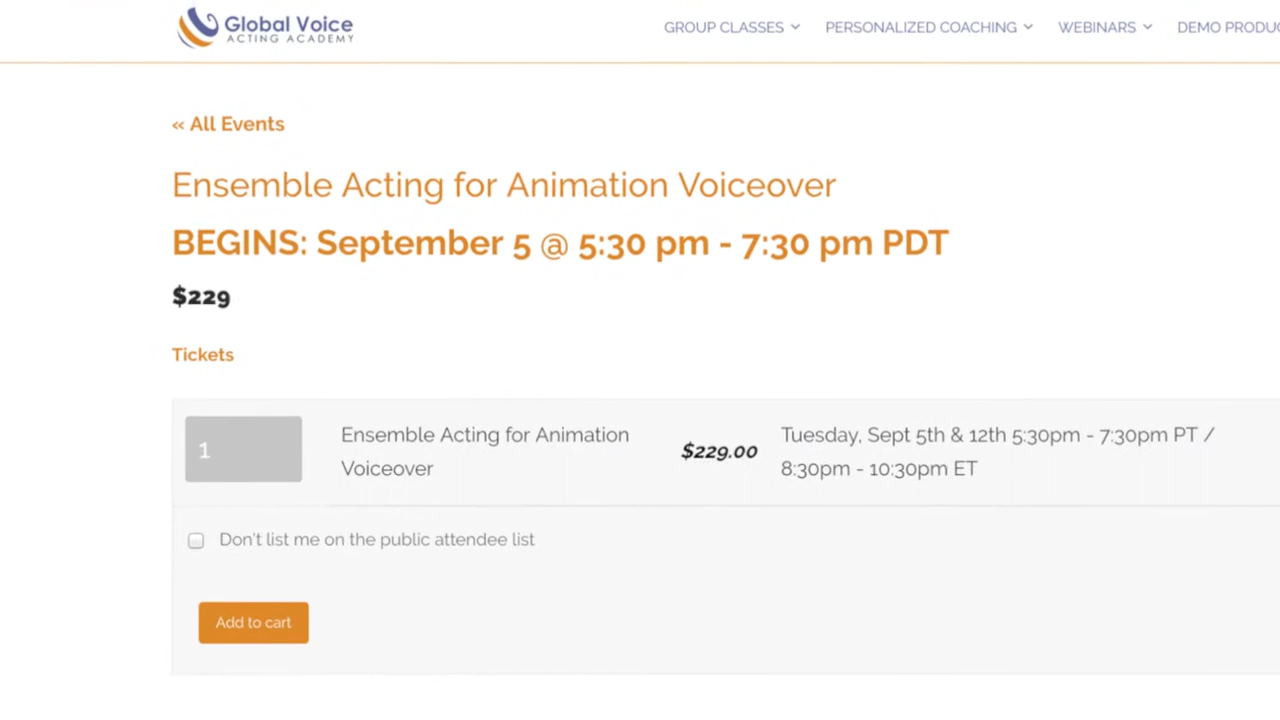 Global Voice
ACTING ACADEMY
GROUP CLASSES
PERSONALIZED COACHING
WEBINARS
DEMO
« All Events
Ensemble Acting for Animation Voiceover
BEGINS: September 5 @ 5:30 pm - 7:30 pm PDT
$229
Tickets
1
Ensemble Acting for Animation
Voiceover
$229.00
Tuesday, Sept 5th & 12th 5:30pm - 7:30pm PT /
8:30pm - 10:30pm ET
Don't list me on the public attendee list
Add to cart